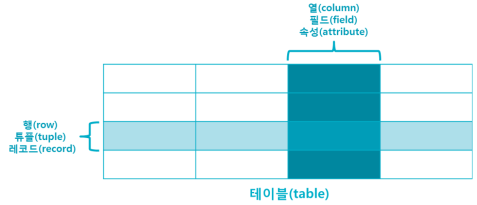 열(column)
필드(field)
속성(attribute)
행(row)
튜플(tuple)
레코드(record)
테이블(table)